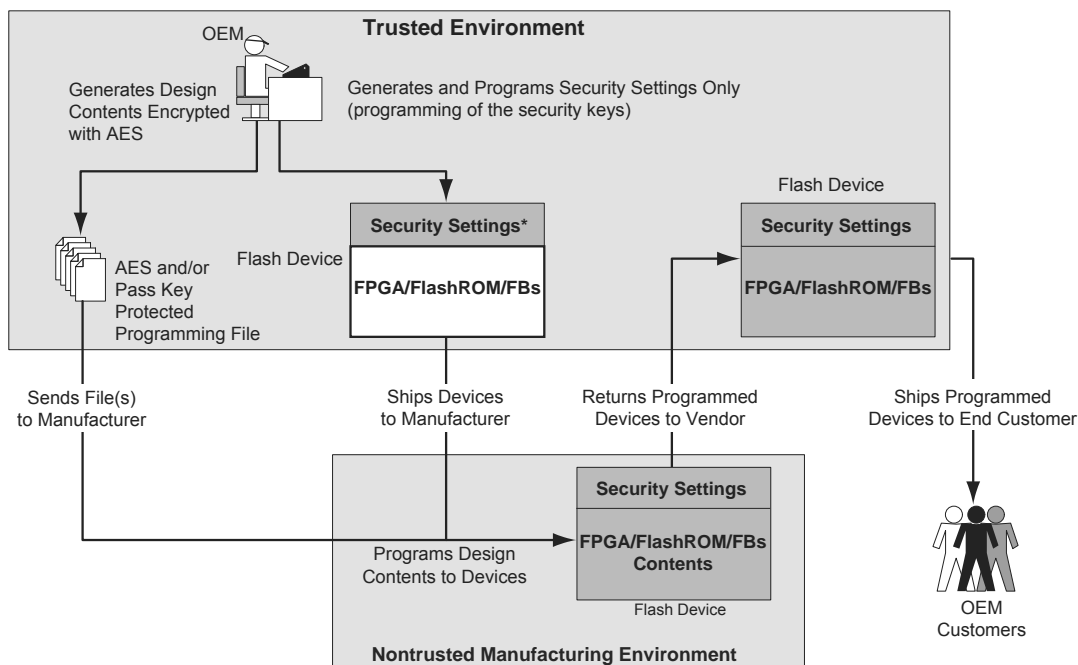 Trusted Environment
OEM
Generates Design
Contents Encrypted
with AES
Generates and Programs Security Settings Only
(programming of the security keys)
Flash Device
Security Settings*
Flash Device
FPGA/FlashROM/FBs
Security Settings
FPGA/FlashROM/FBs
AES and/or
Pass Key
Protected
Programming File
Sends File(s)
to Manufacturer
Ships Devices
to Manufacturer
Returns Programmed
Devices to Vendor
Ships Programmed
Devices to End Customer
Security Settings
FPGA/FlashROM/FBs
Contents
Programs Design
Contents to Devices
Flash Device
OEM
Customers
Nontrusted Manufacturing Environment